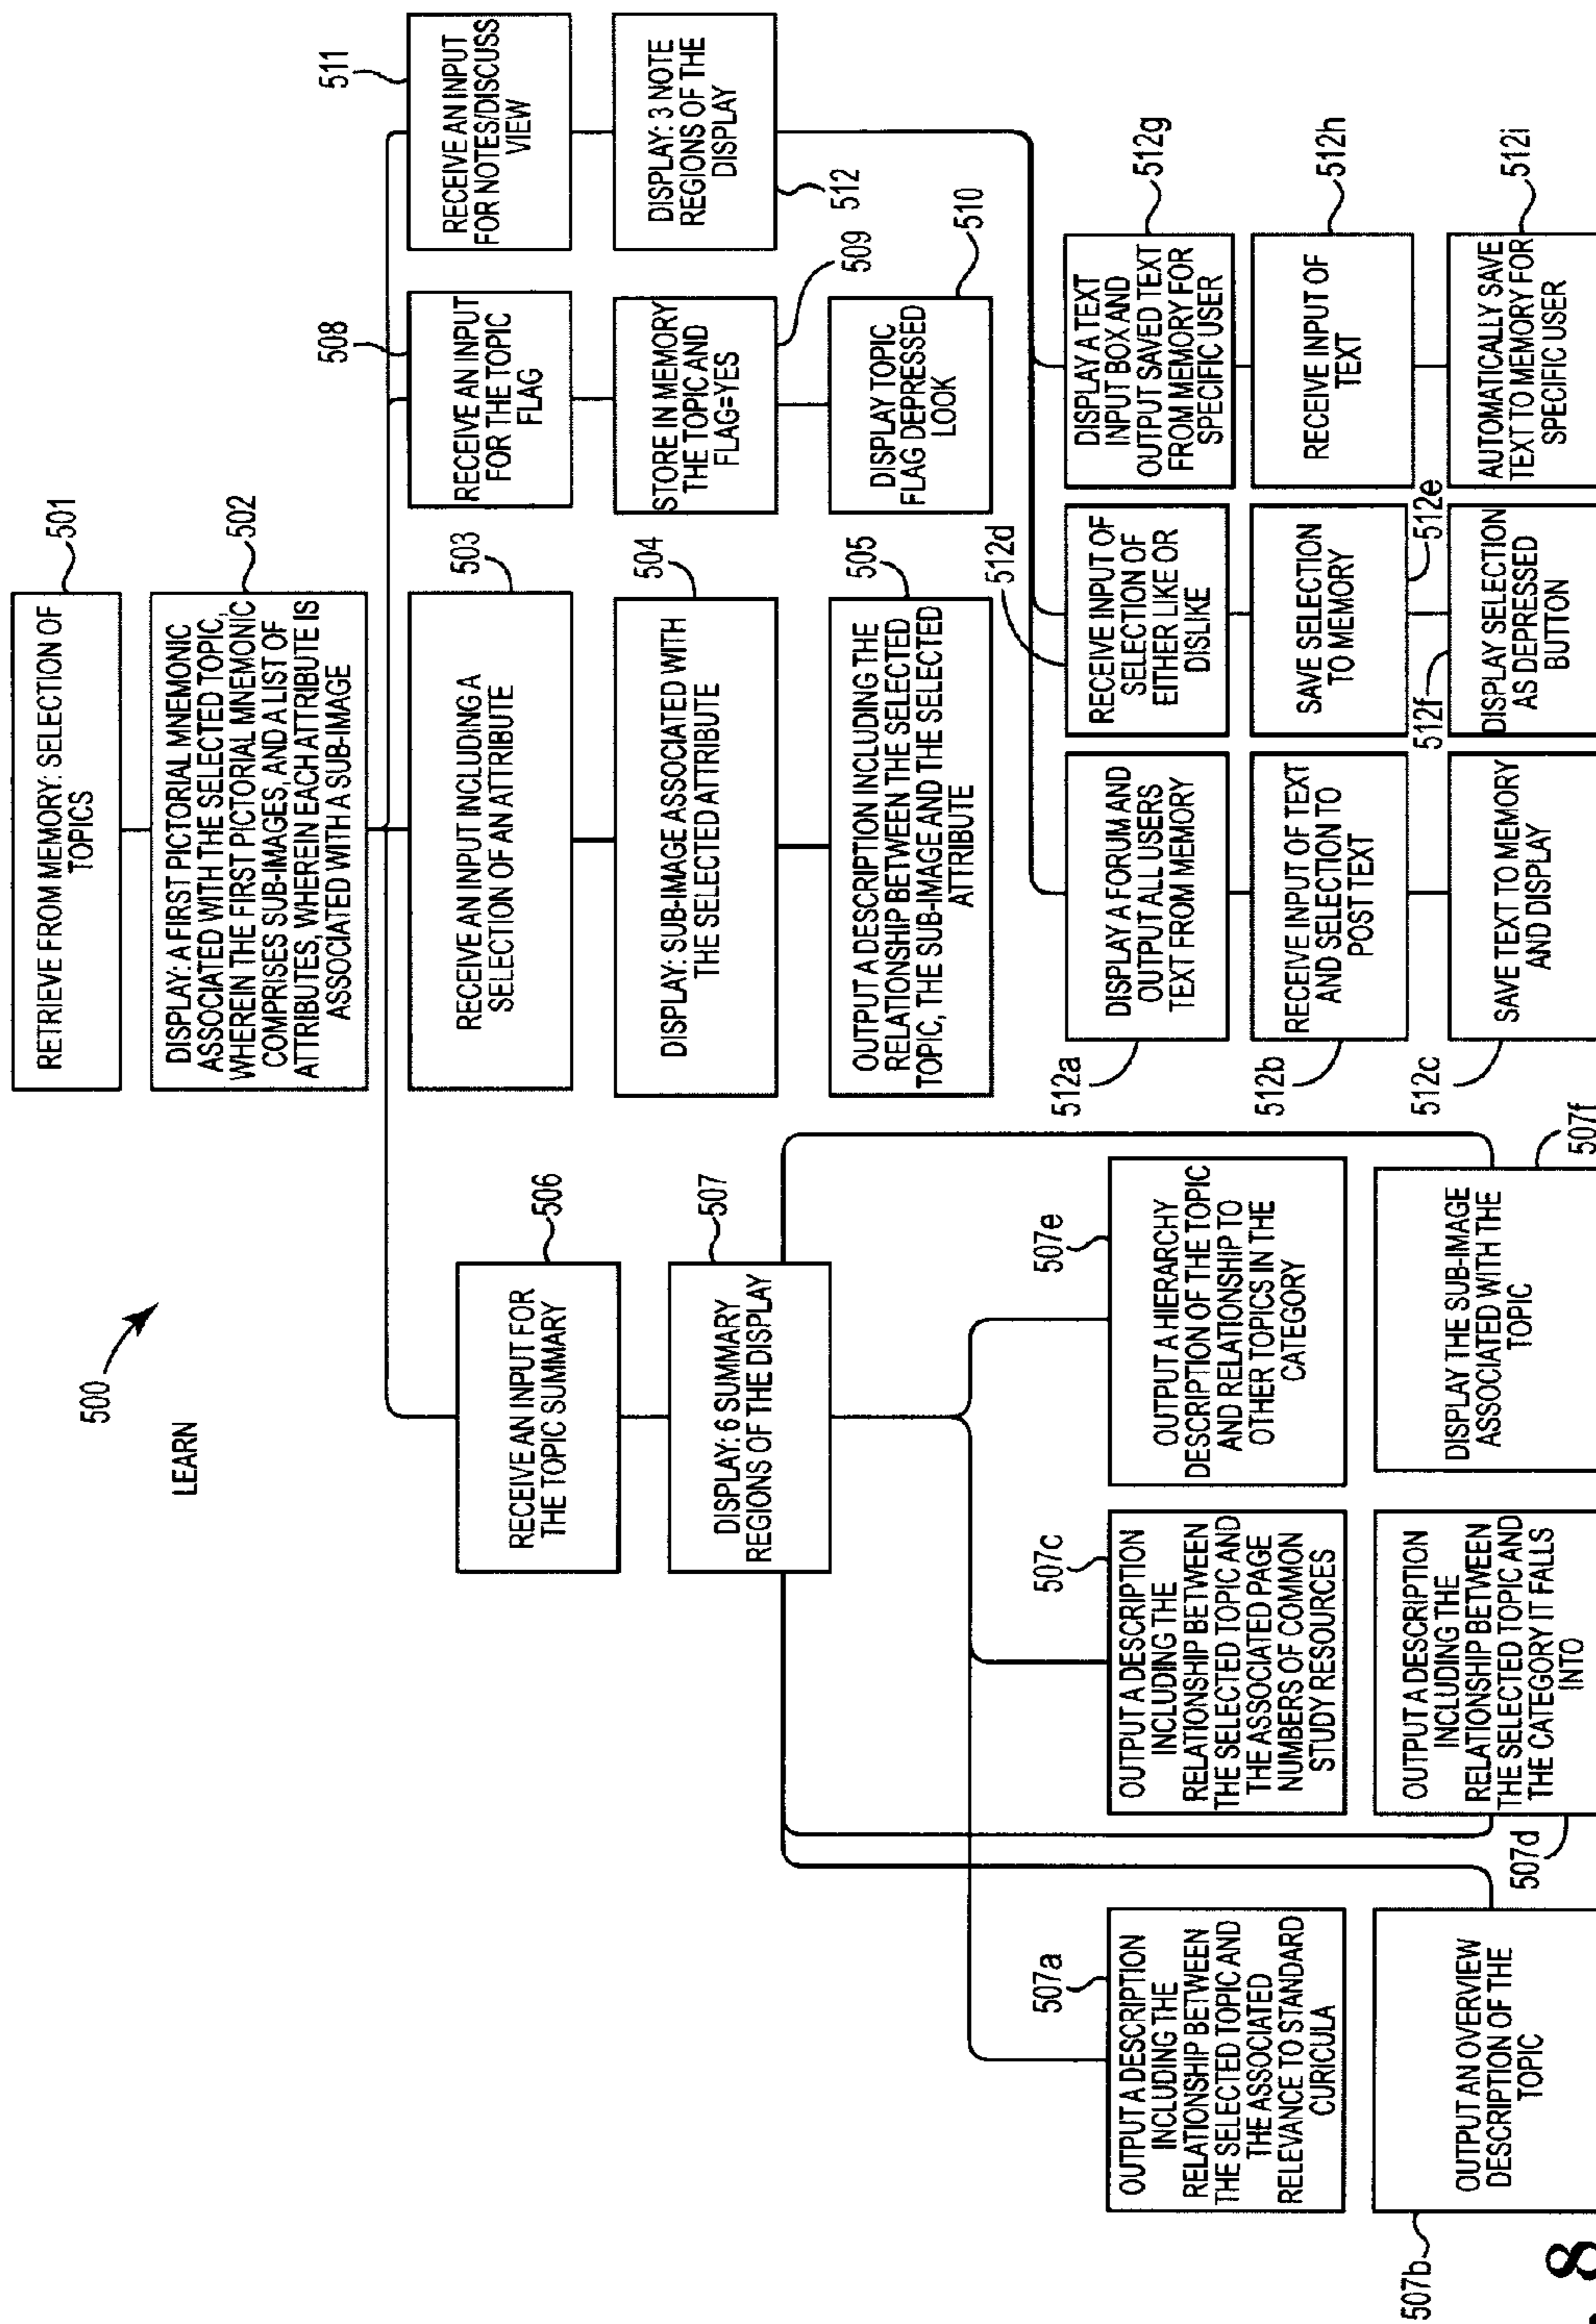 500
LEARN
RETRIEVE FROM MEMORY: SELECTION OF
TOPICS
501
DISPLAY: A FIRST PICTORIAL MNEMONIC
ASSOCIATED WITH THE SELECTED TOPIC,
WHEREIN THE FIRST PICTORIAL MNEMONIC
COMPRISES SUB-IMAGES, AND A LIST OF
ATTRIBUTES, WHEREIN EACH ATTRIBUTE IS
ASSOCIATED WITH A SUB-IMAGE
502
RECEIVE AN INPUT FOR
THE TOPIC SUMMARY
506
DISPLAY: 6 SUMMARY
REGIONS OF THE DISPLAY
507
507a
OUTPUT A DESCRIPTION
INCLUDING THE
RELATIONSHIP BETWEEN
THE SELECTED TOPIC AND
THE ASSOCIATED
RELEVANCE TO STANDARD
CURICULA
507b
OUTPUT AN OVERVIEW
DESCRIPTION OF THE
TOPIC
507c
OUTPUT A DESCRIPTION
INCLUDING THE
RELATIONSHIP BETWEEN
THE SELECTED TOPIC AND
THE ASSOCIATED PAGE
NUMBERS OF COMMON
STUDY RESOURCES
507d
OUTPUT A DESCRIPTION
INCLUDING THE
RELATIONSHIP BETWEEN
THE SELECTED TOPIC AND
THE CATEGORY IT FALLS
INTO
507e
OUTPUT A HIERARCHY
DESCRIPTION OF THE TOPIC
AND RELATIONSHIP TO
OTHER TOPICS IN THE
CATEGORY
DISPLAY THE SUB-IMAGE
ASSOCIATED WITH THE
TOPIC
507f
RECEIVE AN INPUT INCLUDING A
SELECTION OF AN ATTRIBUTE
503
DISPLAY: SUB-IMAGE ASSOCIATED WITH
THE SELECTED ATTRIBUTE
504
OUTPUT A DESCRIPTION INCLUDING THE
RELATIONSHIP BETWEEN THE SELECTED
TOPIC, THE SUB-IMAGE AND THE SELECTED
ATTRIBUTE
505
RECEIVE AN INPUT
FOR THE TOPIC
FLAG
508
STORE IN MEMORY
THE TOPIC AND
FLAG=YES
509
DISPLAY TOPIC
FLAG DEPRESSED
LOOK
510
RECEIVE AN INPUT
FOR NOTES/DISCUSS
VIEW
511
DISPLAY: 3 NOTE
REGIONS OF THE
DISPLAY
512
512a
DISPLAY A FORUM AND
OUTPUT ALL USERS
TEXT FROM MEMORY
512b
RECEIVE INPUT OF TEXT
AND SELECTION TO
POST TEXT
512c
SAVE TEXT TO MEMORY
AND DISPLAY
512d
RECEIVE INPUT OF
SELECTION OF
EITHER LIKE OR
DISLIKE
SAVE SELECTION
TO MEMORY
512e
512f
DISPLAY SELECTION
AS DEPRESSED
BUTTON
DISPLAY A TEXT
INPUT BOX AND
OUTPUT SAVED TEXT
FROM MEMORY FOR
SPECIFIC USER
512g
RECEIVE INPUT OF
TEXT
512h
AUTOMATICALLY SAVE
TEXT TO MEMORY FOR
SPECIFIC USER
512i
8